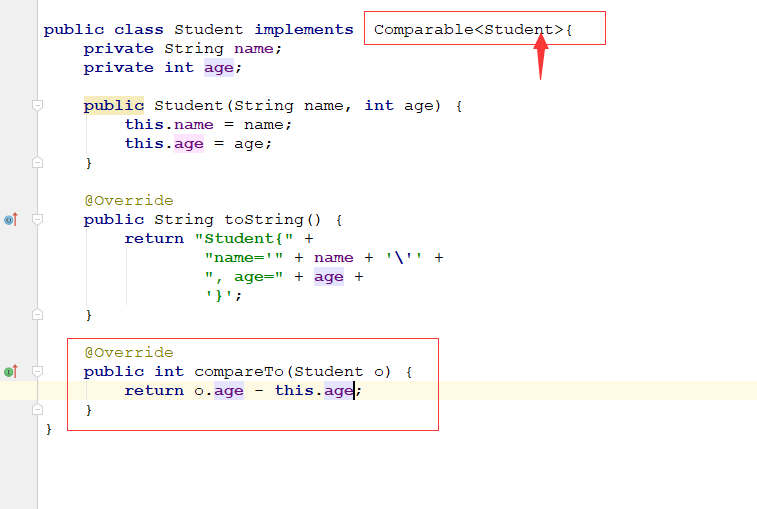 public class Student implements  Comparable<Student>{
    private String name;
    private int age;

    public Student(String name, int age) {
        this.name = name;
        this.age = age;
    }

    @Override
    public String toString() {
        return "Student{" +
                "name='" + name + '\'' +
                ", age=" + age +
                '}';
    }

    @Override
    public int compareTo(Student o) {
        return o.age - this.age;
    }
}